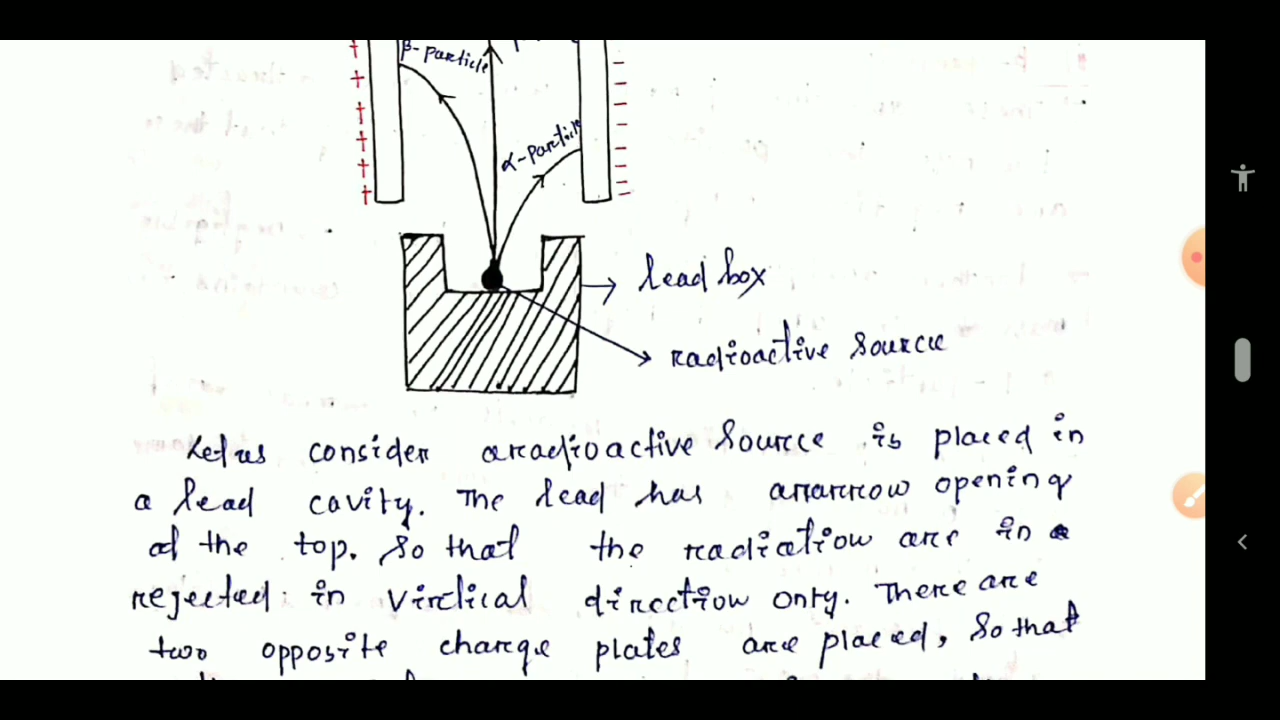 β-particle
α-particle
lead box
radioactive source
Let us consider a radioactive source is placed in
a lead cavity. The lead has a narrow opening
at the top. So that the radiation are in a
rejected in virtical direction only. There are
two opposite charge plates are placed, So that